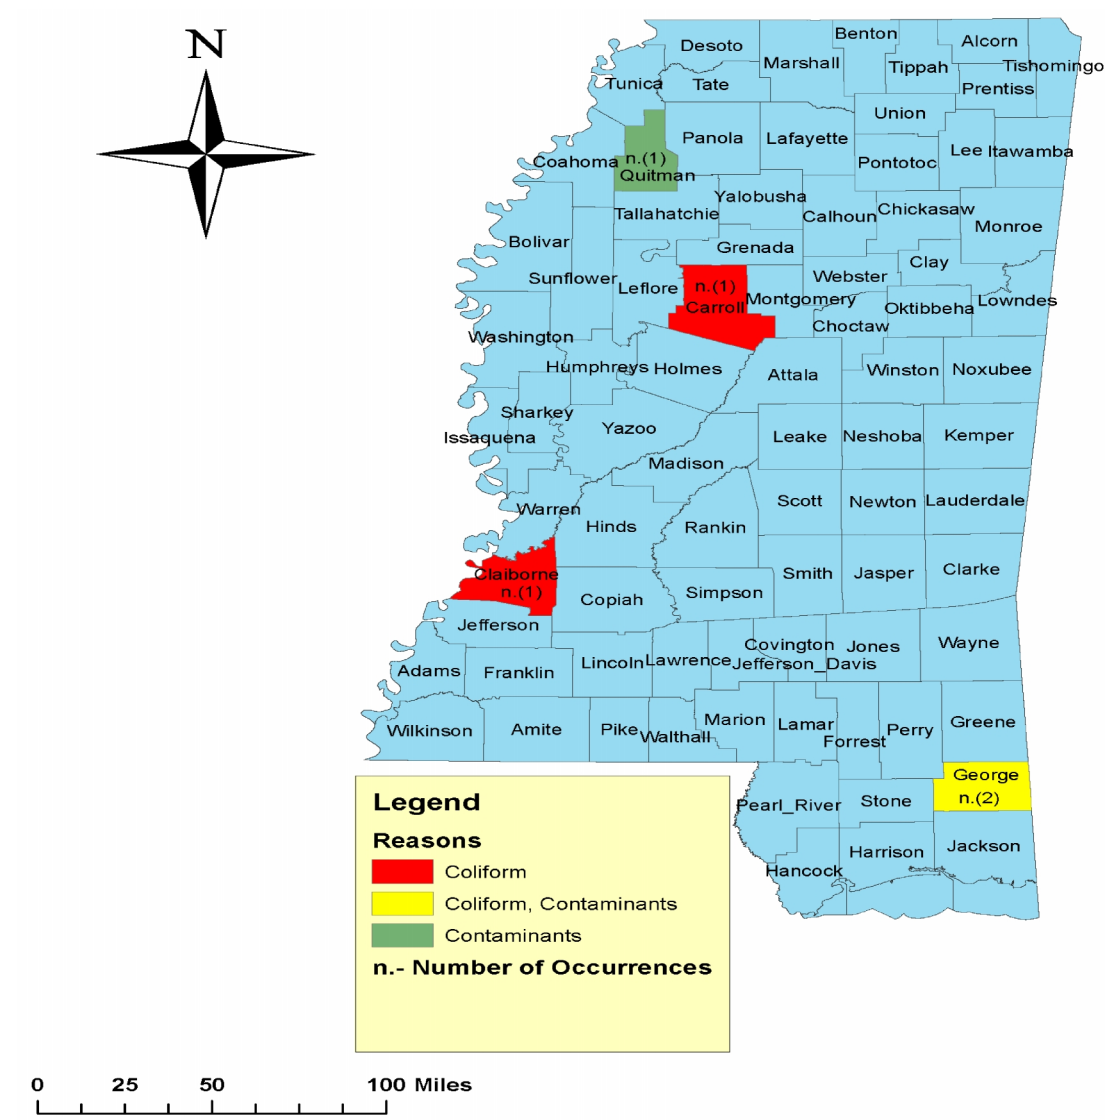 N
Benton
Desoto
Alcorn
Marshall
Tippah
Tishomingo
Tunica
Tate
Prentiss
Union
Panola
Lafayette
Lee
Itawamba
Coahoma
n.(1)
Quitman
Pontotoc
Yalobusha
Tallahatchie
Calhoun
Chickasaw
Monroe
Bolivar
Grenada
Clay
Sunflower
Leflore
n.(1)
Carroll
Montgomery
Webster
Oktibbeha
Lowndes
Choctaw
Washington
Humphreys
Holmes
Attala
Winston
Noxubee
Sharkey
Issaquena
Yazoo
Leake
Neshoba
Kemper
Madison
Warren
Hinds
Rankin
Scott
Newton
Lauderdale
Claiborne
n.(1)
Copiah
Simpson
Smith
Jasper
Clarke
Jefferson
Covington
Jones
Wayne
Adams
Franklin
Lincoln
Lawrence
Jefferson_Davis
Wilkinson
Amite
Pike
Walthall
Marion
Lamar
Forrest
Perry
Greene
George
n.(2)
Pearl_River
Stone
Hancock
Harrison
Jackson
Legend
Reasons
Coliform
Coliform, Contaminants
Contaminants
n.- Number of Occurrences
0 25 50 100 Miles